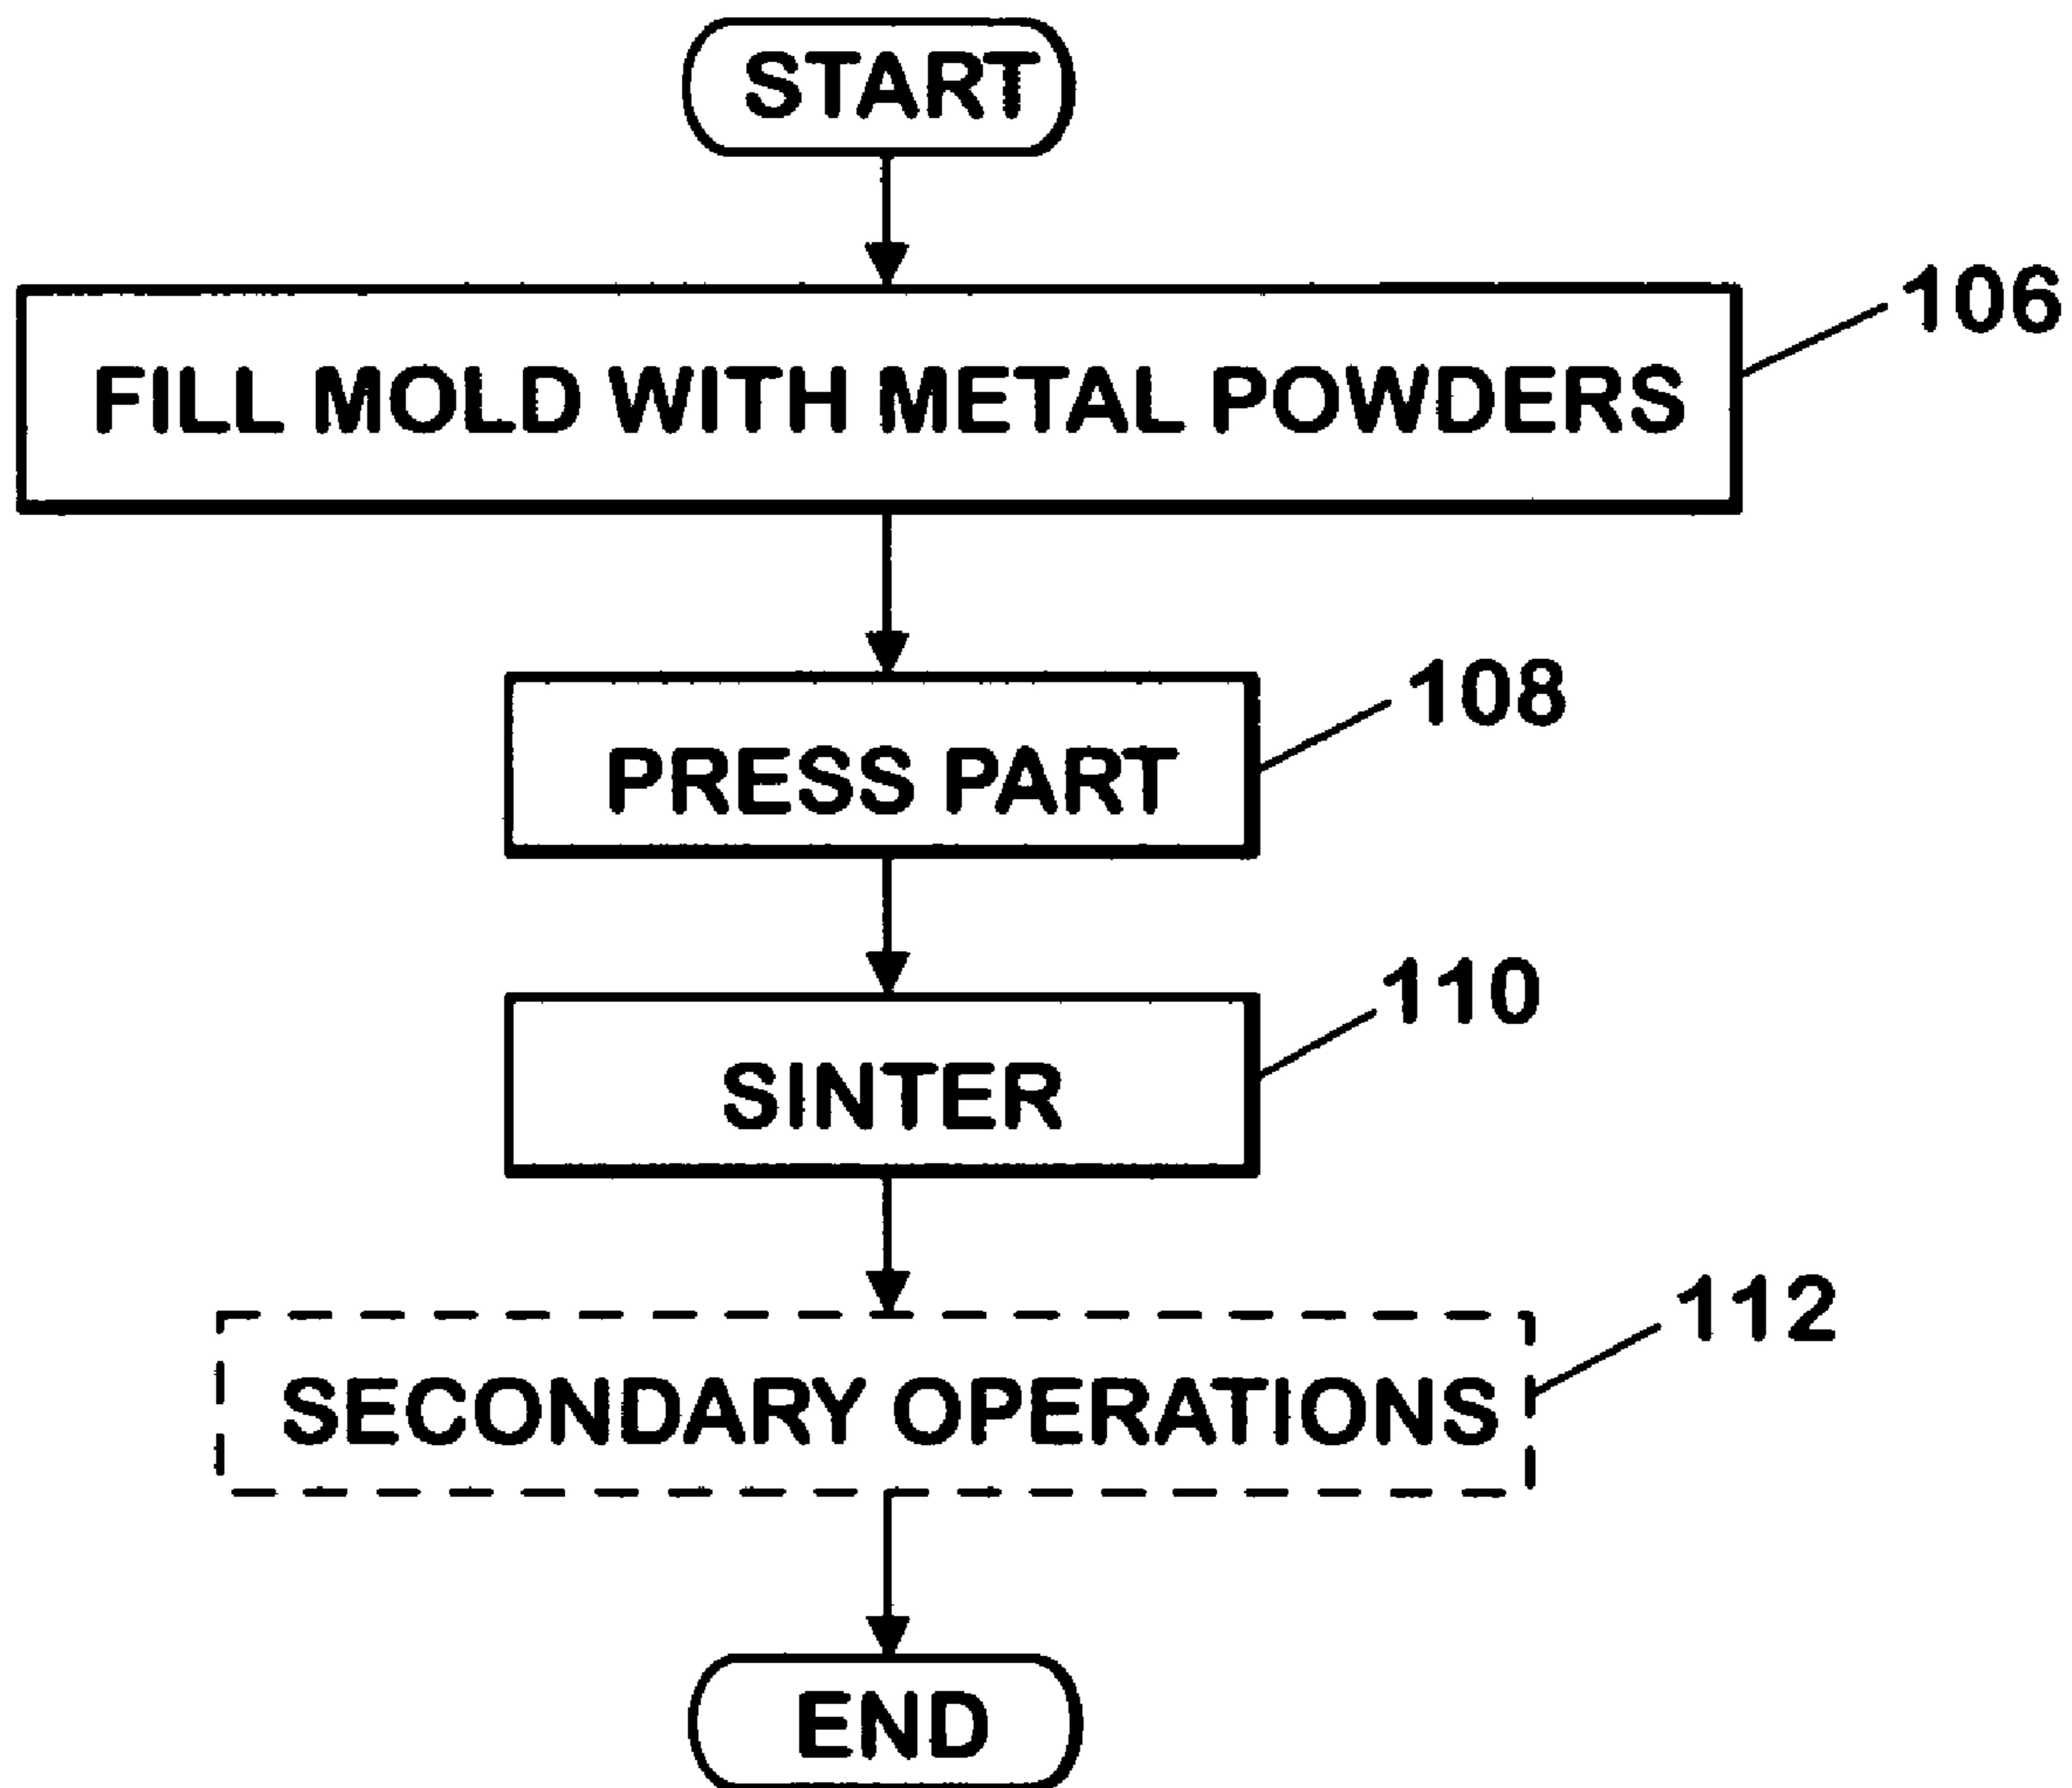 START
106
FILL MOLD WITH METAL POWDERS
108
PRESS PART
110
SINTER
112
SECONDARY OPERATIONS
END